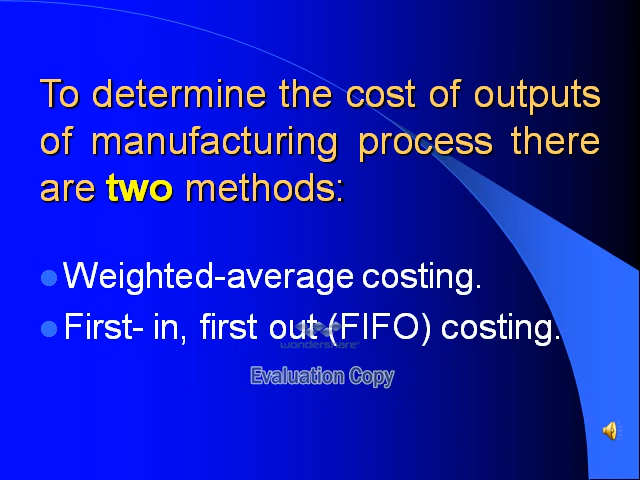 To determine the cost of outputs
of manufacturing process there
are two methods:
Weighted-average costing.
First- in, first out (FIFO) costing.
wondershare
Evaluation Copy